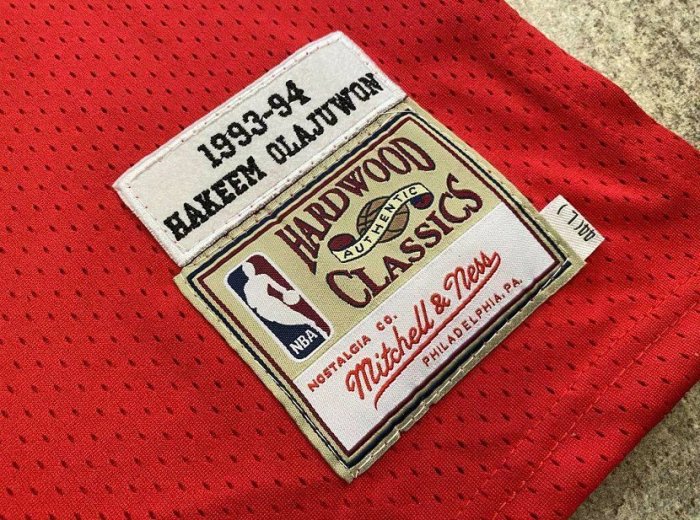 1993-94
HAKEEM OLAJUWON
HARDWOOD
AUTHENTIC
CLASSICS
NBA
NOSTALGIA CO.
Mitchell & Ness
PHILADELPHIA, PA.